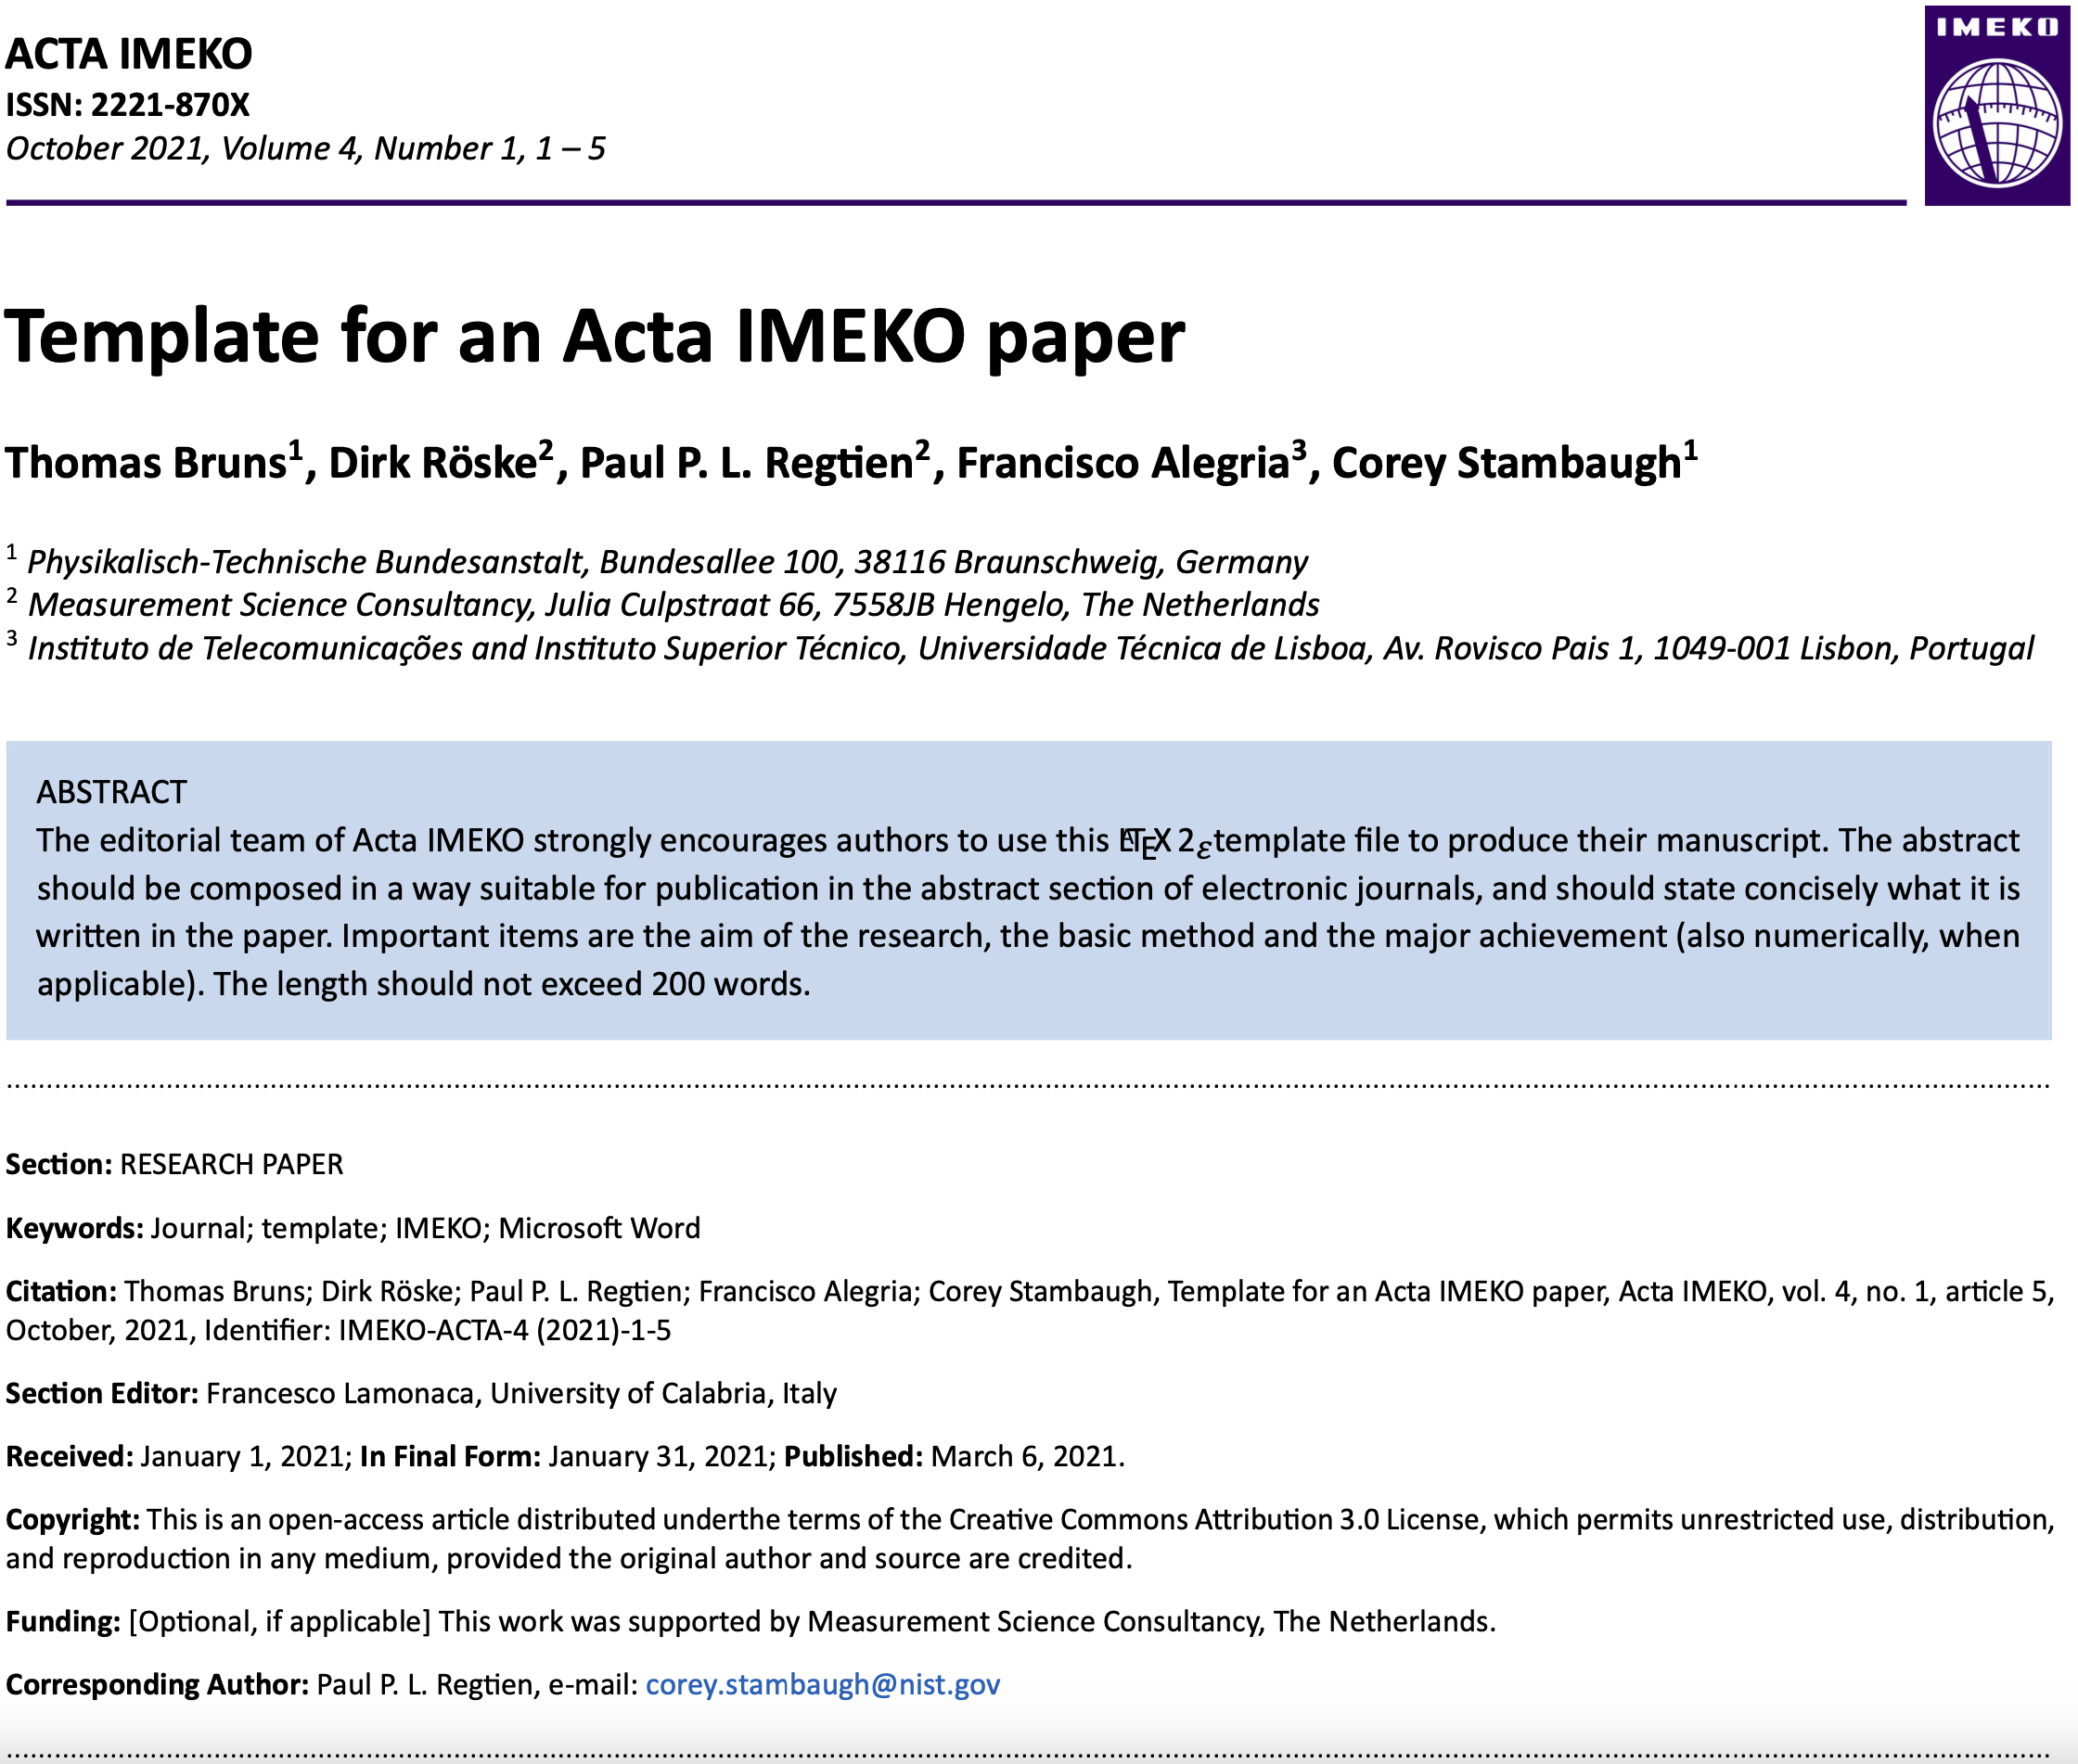 ACTA IMEKO
ISSN: 2221-870X
October 2021, Volume 4, Number 1, 1 – 5
IMEKO
Template for an Acta IMEKO paper
Thomas Bruns1, Dirk Röske2, Paul P. L. Regtien2, Francisco Alegria3, Corey Stambaugh1
1 Physikalisch-Technische Bundesanstalt, Bundesallee 100, 38116 Braunschweig, Germany
2 Measurement Science Consultancy, Julia Culpstraat 66, 7558JB Hengelo, The Netherlands
3 Instituto de Telecomunicações and Instituto Superior Técnico, Universidade Técnica de Lisboa, Av. Rovisco Pais 1, 1049-001 Lisbon, Portugal
ABSTRACT
The editorial team of Acta IMEKO strongly encourages authors to use this LATEX 2ε template file to produce their manuscript. The abstract
should be composed in a way suitable for publication in the abstract section of electronic journals, and should state concisely what it is
written in the paper. Important items are the aim of the research, the basic method and the major achievement (also numerically, when
applicable). The length should not exceed 200 words.
Section: RESEARCH PAPER
Keywords: Journal; template; IMEKO; Microsoft Word
Citation: Thomas Bruns; Dirk Röske; Paul P. L. Regtien; Francisco Alegria; Corey Stambaugh, Template for an Acta IMEKO paper, Acta IMEKO, vol. 4, no. 1, article 5,
October, 2021, Identifier: IMEKO-ACTA-4 (2021)-1-5
Section Editor: Francesco Lamonaca, University of Calabria, Italy
Received: January 1, 2021; In Final Form: January 31, 2021; Published: March 6, 2021.
Copyright: This is an open-access article distributed underthe terms of the Creative Commons Attribution 3.0 License, which permits unrestricted use, distribution,
and reproduction in any medium, provided the original author and source are credited.
Funding: [Optional, if applicable] This work was supported by Measurement Science Consultancy, The Netherlands.
Corresponding Author: Paul P. L. Regtien, e-mail: corey.stambaugh@nist.gov